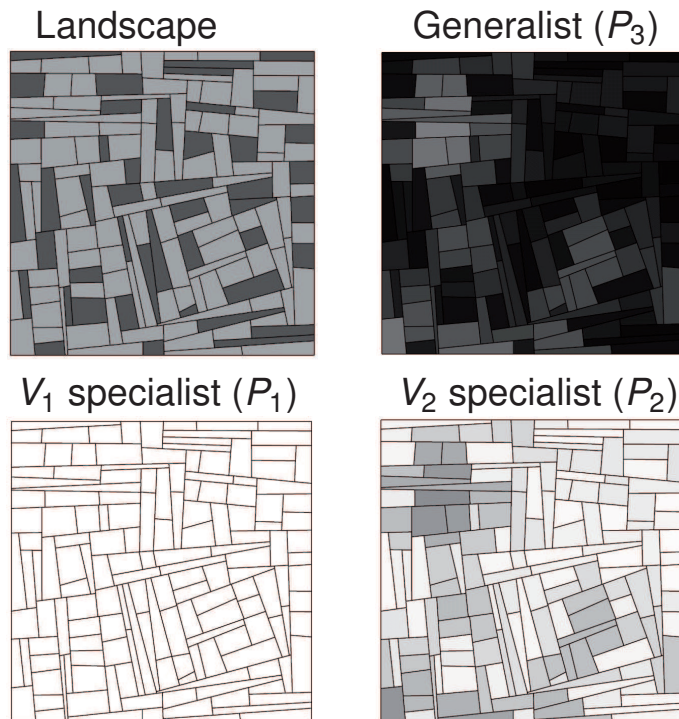 Landscape
Generalist (P₃)
V₁ specialist (P₁)
V₂ specialist (P₂)